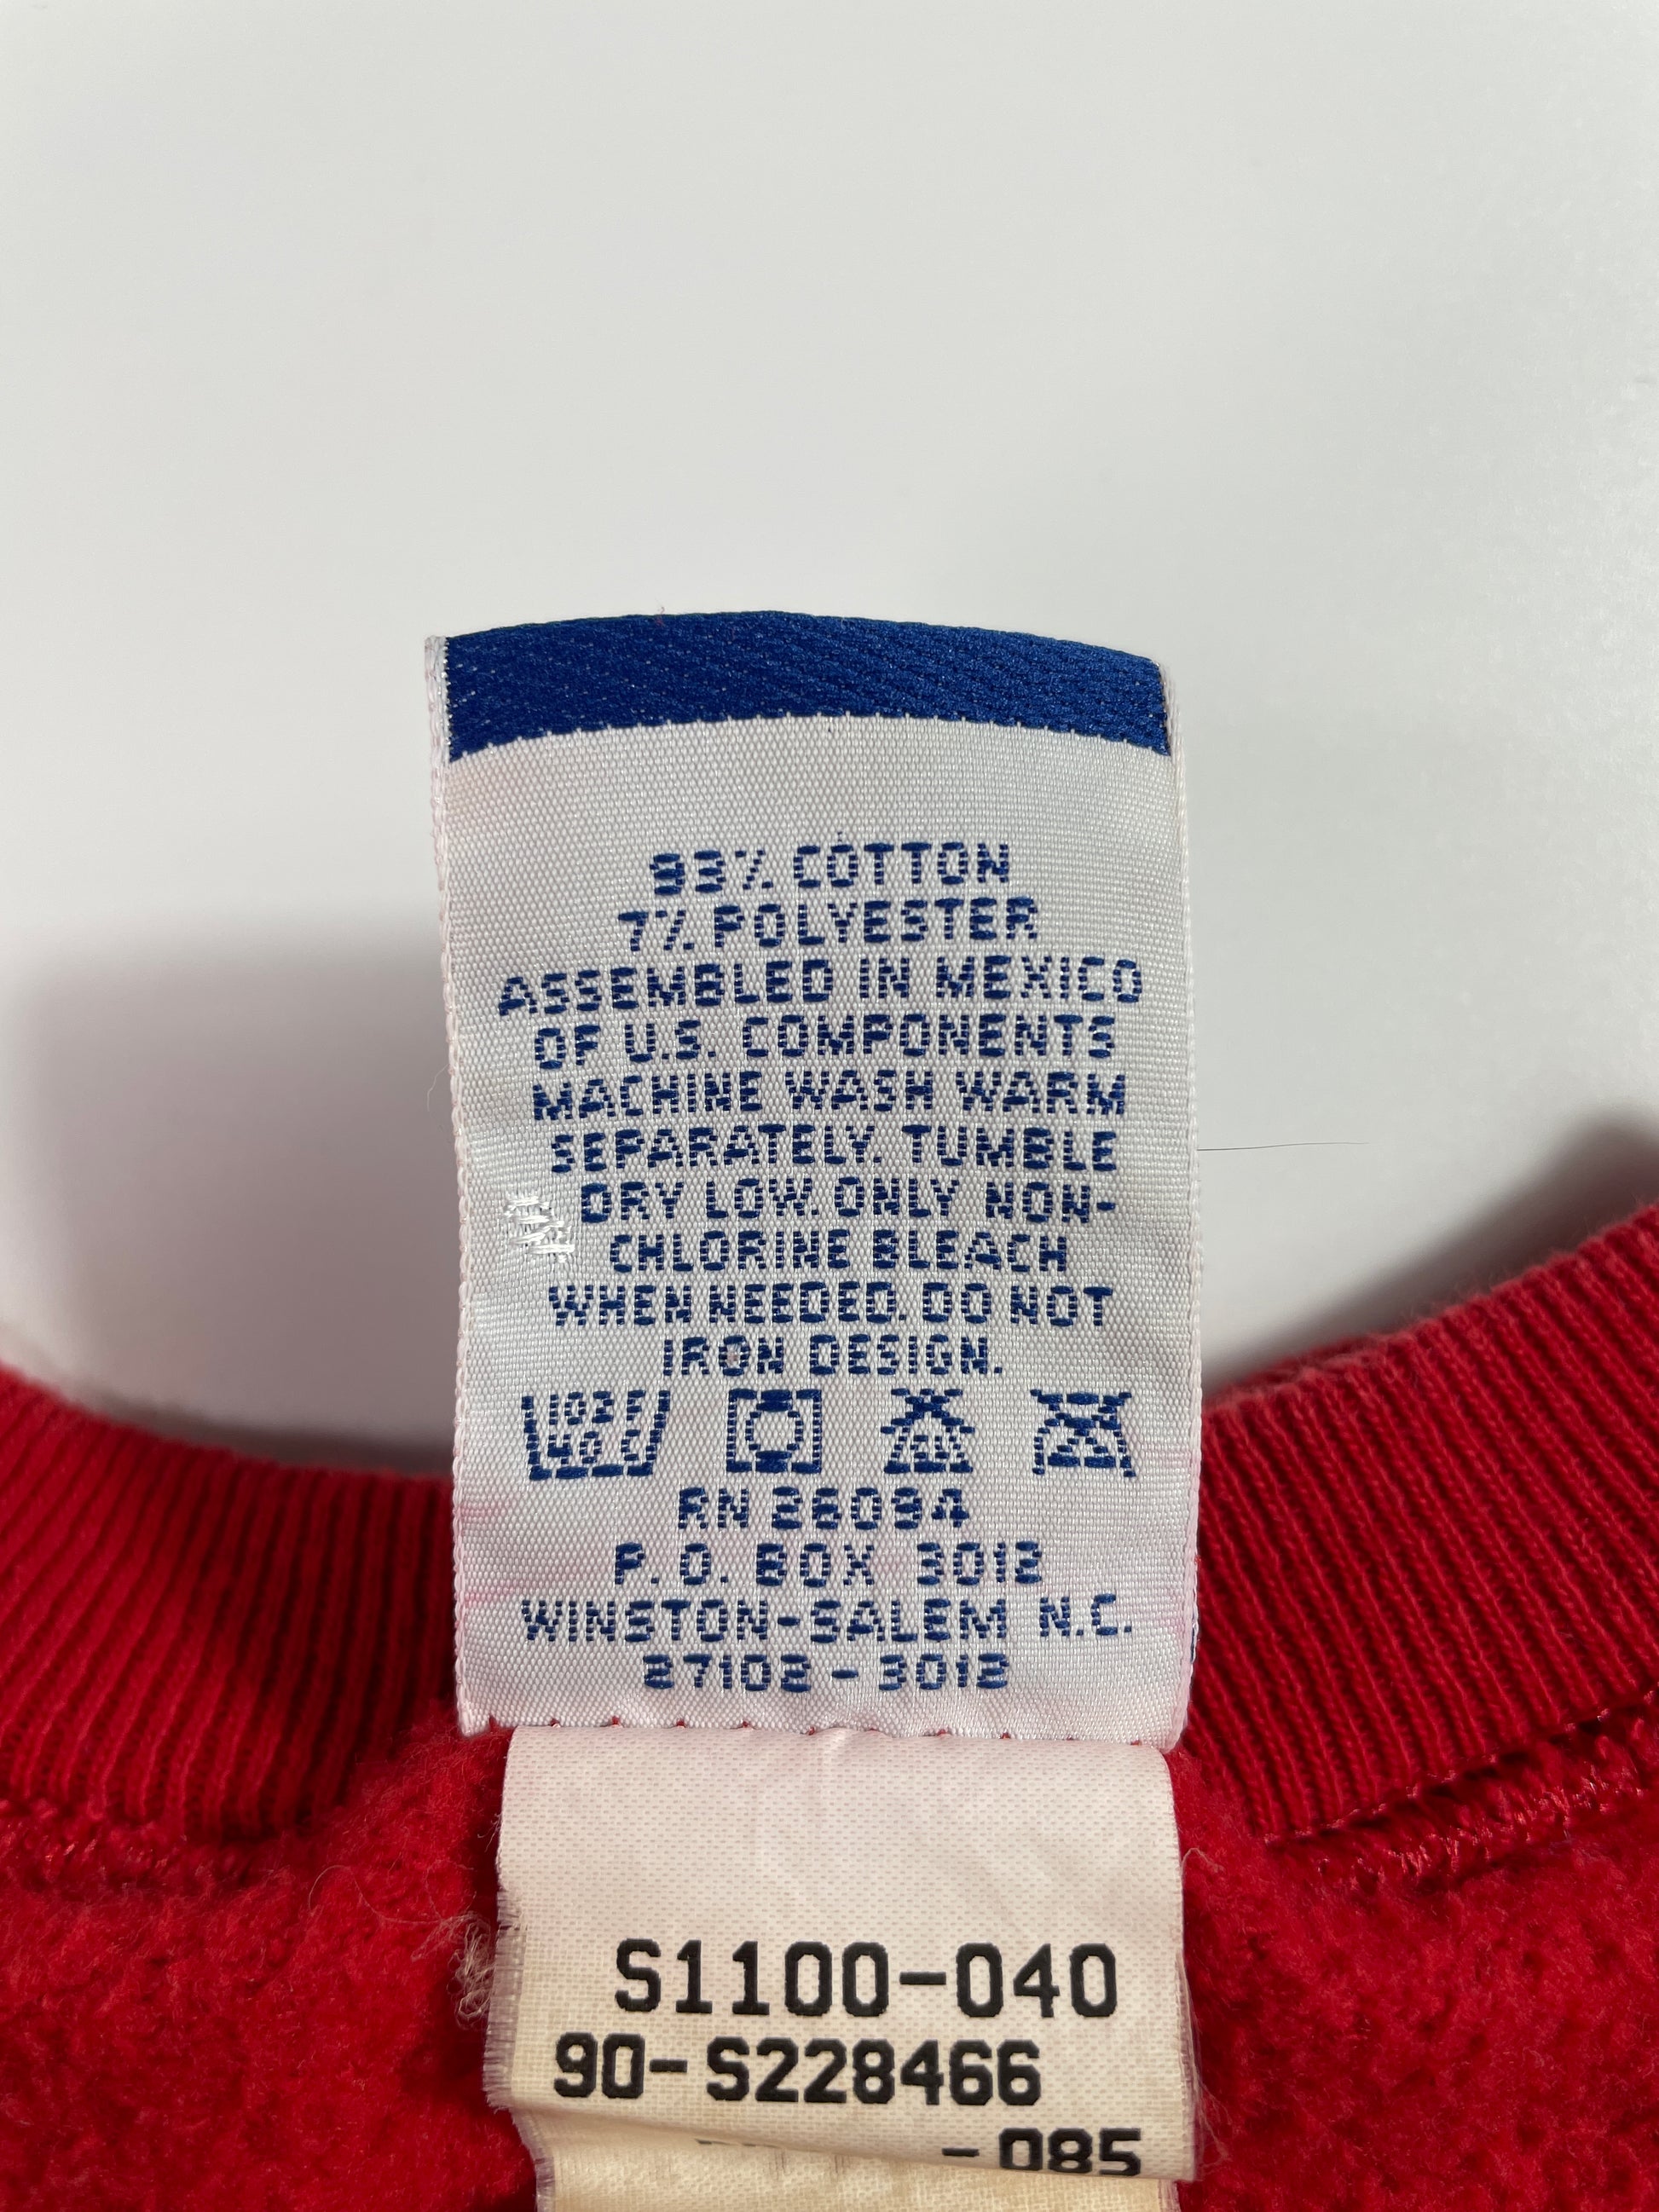 93% COTTON
7% POLYESTER
ASSEMBLED IN MEXICO
OF U.S. COMPONENTS
MACHINE WASH WARM
SEPARATELY. TUMBLE
DRY LOW. ONLY NON-
CHLORINE BLEACH
WHEN NEEDED. DO NOT
IRON DESIGN.
102F
40.C
RN 26094
P. O. BOX 3012
WINSTON-SALEM N.C.
27102-3012
S1100-040
90-S228466
-085